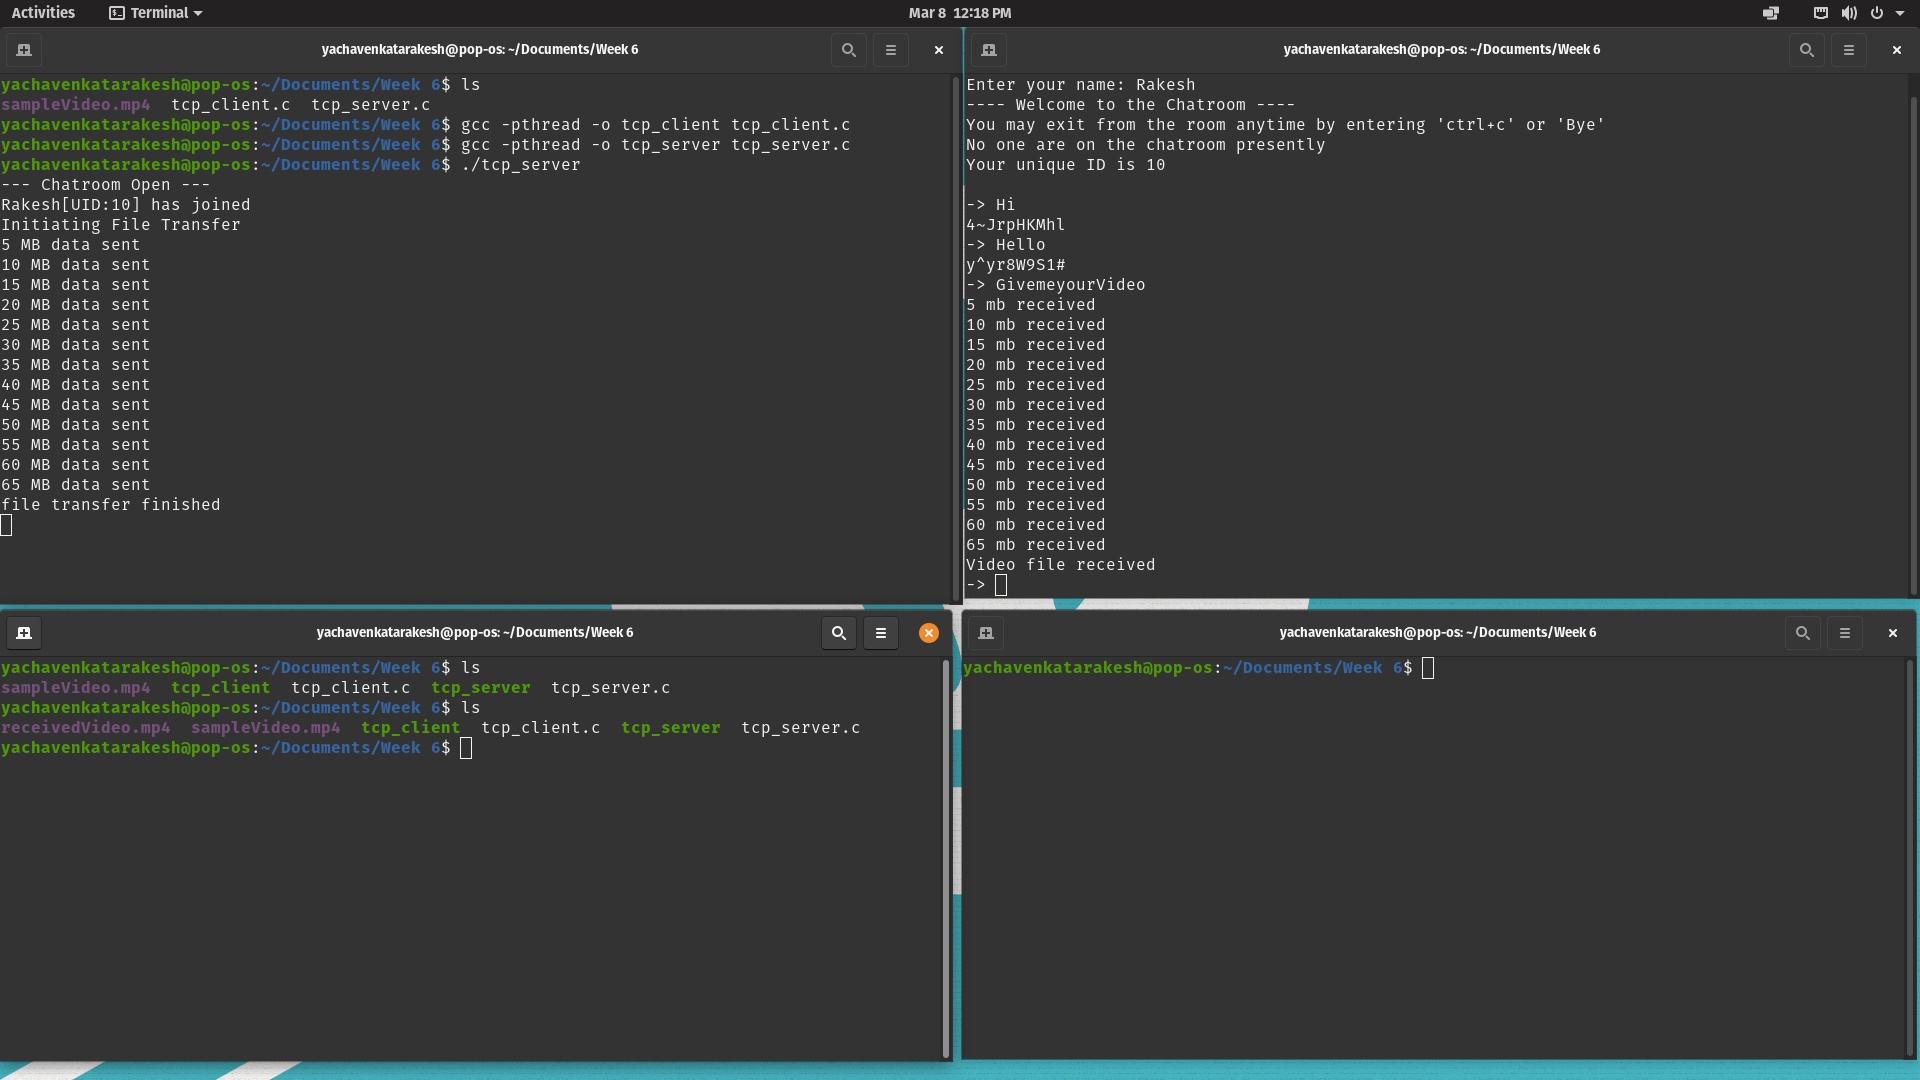 Activities Terminal Mar 8 12:18 PM
yachavenkatarakesh@pop-os: ~/Documents/Week 6
yachavenkatarakesh@pop-os:~/Documents/Week 6$ ls
sampleVideo.mp4 tcp_client.c tcp_server.c
yachavenkatarakesh@pop-os:~/Documents/Week 6$ gcc -pthread -o tcp_client tcp_client.c
yachavenkatarakesh@pop-os:~/Documents/Week 6$ gcc -pthread -o tcp_server tcp_server.c
yachavenkatarakesh@pop-os:~/Documents/Week 6$ ./tcp_server
--- Chatroom Open ---
Rakesh[UID:10] has joined
Initiating File Transfer
5 MB data sent
10 MB data sent
15 MB data sent
20 MB data sent
25 MB data sent
30 MB data sent
35 MB data sent
40 MB data sent
45 MB data sent
50 MB data sent
55 MB data sent
60 MB data sent
65 MB data sent
file transfer finished
yachavenkatarakesh@pop-os: ~/Documents/Week 6
Enter your name: Rakesh
---- Welcome to the Chatroom ----
You may exit from the room anytime by entering 'ctrl+c' or 'Bye'
No one are on the chatroom presently
Your unique ID is 10
-> Hi
4~JrpHKMhl
-> Hello
y^yr8W9S1#
-> GivemeyourVideo
5 mb received
10 mb received
15 mb received
20 mb received
25 mb received
30 mb received
35 mb received
40 mb received
45 mb received
50 mb received
55 mb received
60 mb received
65 mb received
Video file received
->
yachavenkatarakesh@pop-os: ~/Documents/Week 6
yachavenkatarakesh@pop-os:~/Documents/Week 6$ ls
sampleVideo.mp4 tcp_client tcp_client.c tcp_server tcp_server.c
yachavenkatarakesh@pop-os:~/Documents/Week 6$ ls
receivedVideo.mp4 sampleVideo.mp4 tcp_client tcp_client.c tcp_server tcp_server.c
yachavenkatarakesh@pop-os:~/Documents/Week 6$
yachavenkatarakesh@pop-os: ~/Documents/Week 6
yachavenkatarakesh@pop-os:~/Documents/Week 6$